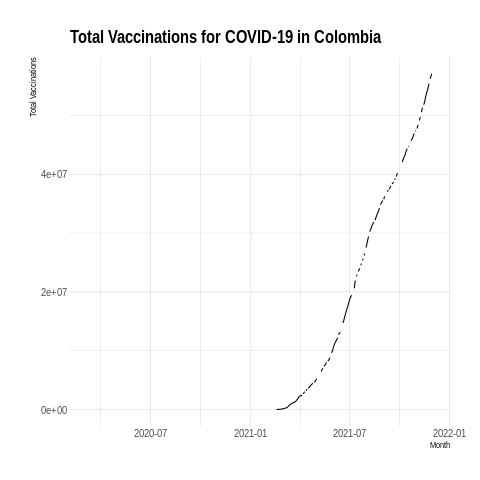 Total Vaccinations for COVID-19 in Colombia
Total Vaccinations
4e+07
2e+07
0e+00
2020-07 2021-01 2021-07 2022-01
Month